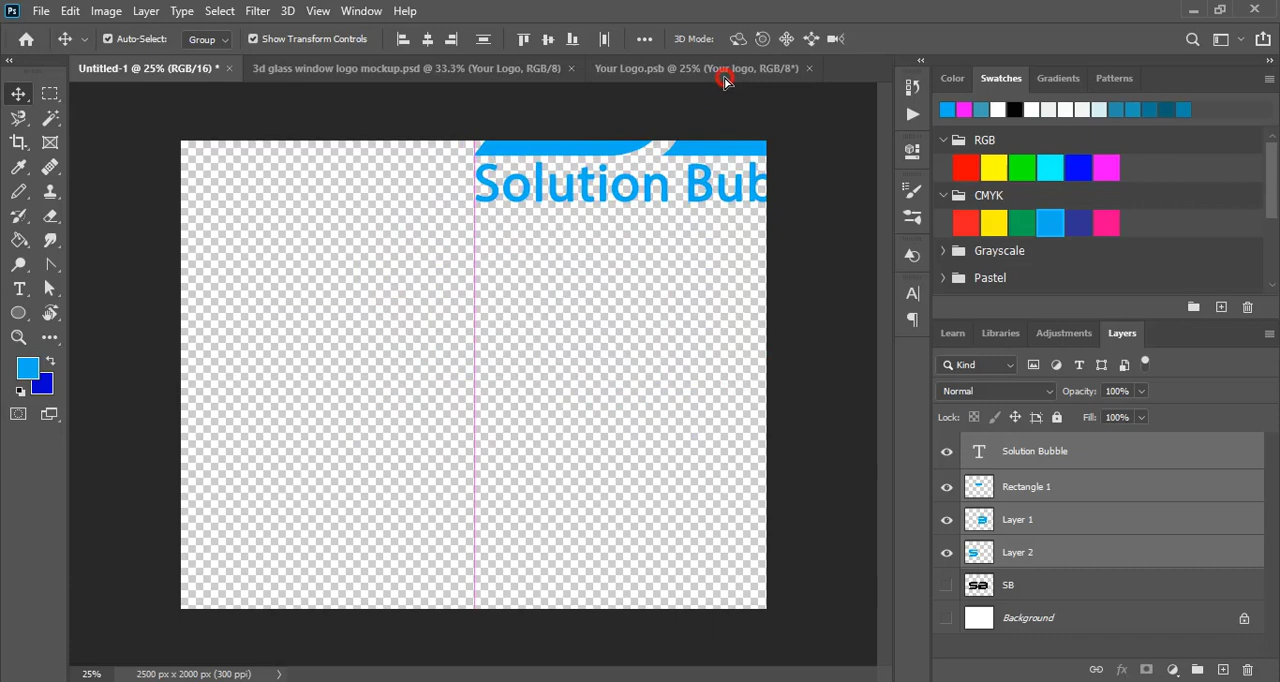 Ps File Edit Image Layer Type Select Filter 3D View Window Help
Auto-Select: Group Show Transform Controls 3D Mode:
Untitled-1 @ 25% (RGB/16) * × 3d glass window logo mockup.psd @ 33.3% (Your Logo, RGB/8) × Your Logo.psb @ 25% (Your logo, RGB/8*) ×
Color Swatches Gradients Patterns
RGB
CMYK
Grayscale
Pastel
Solution Bub
Learn Libraries Adjustments Layers
Kind
Normal Opacity: 100%
Lock: Fill: 100%
T Solution Bubble
Rectangle 1
Layer 1
Layer 2
SB SB
Background
25% 2500 px x 2000 px (300 ppi)